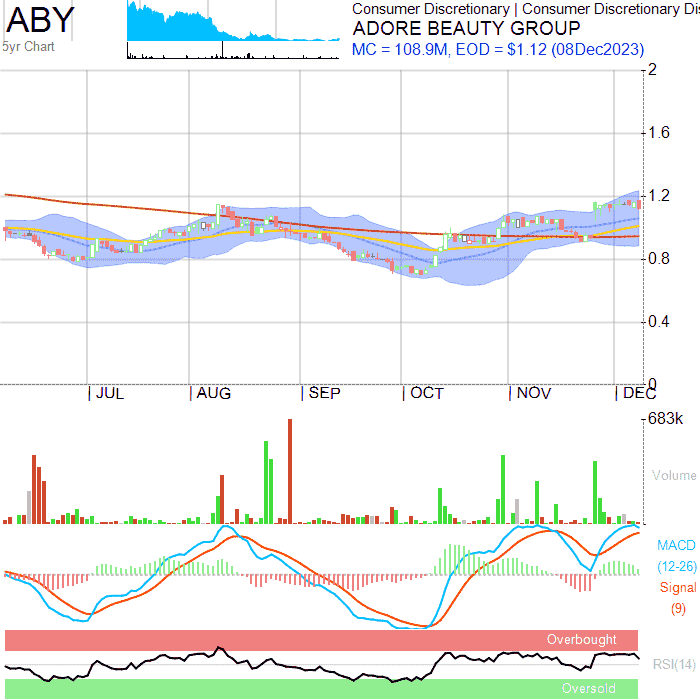 ABY
5yr Chart
Consumer Discretionary | Consumer Discretionary Dis
ADORE BEAUTY GROUP
MC = 108.9M, EOD = $1.12 (08Dec2023)
2
1.6
1.2
0.8
0.4
0
JUL
AUG
SEP
OCT
NOV
DEC
683k
Volume
MACD
(12-26)
Signal
(9)
Overbought
RSI(14)
Oversold